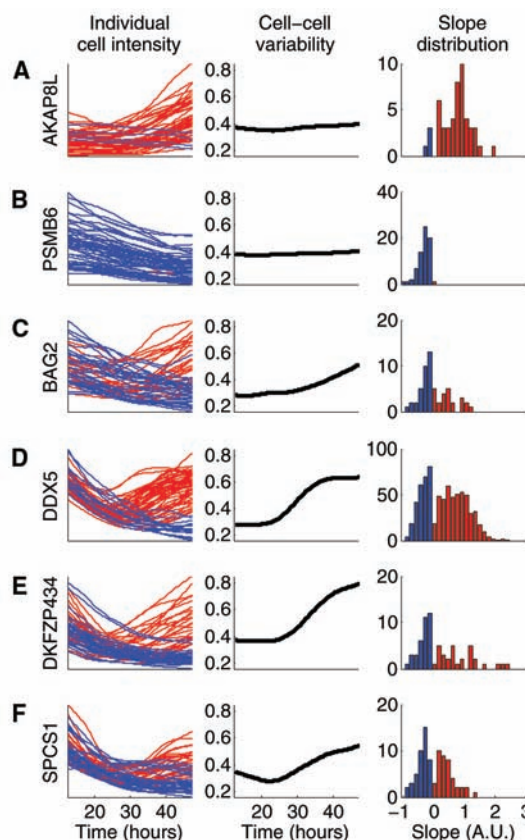 Individual cell intensity
Cell–cell variability
Slope distribution
A
AKAP8L
0.8
0.6
0.4
0.2
10
5
0
B
PSMB6
0.8
0.6
0.4
0.2
40
20
0
C
BAG2
0.8
0.6
0.4
0.2
20
10
0
D
DDX5
0.8
0.6
0.4
0.2
100
50
0
E
DKFZP434
0.8
0.6
0.4
0.2
20
10
0
F
SPCS1
0.8
0.6
0.4
0.2
20
10
0
20 30 40
Time (hours)
20 30 40
Time (hours)
−1 0 1 2 3
Slope (A.U.)